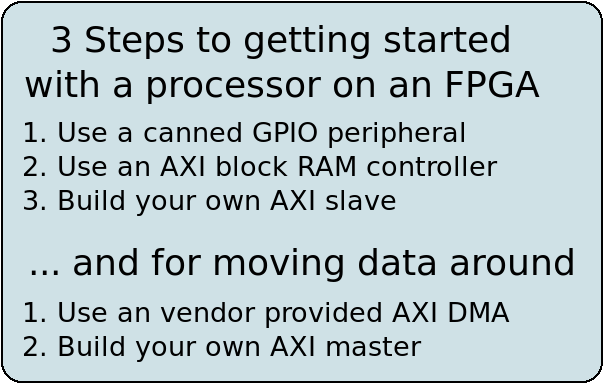 3 Steps to getting started
with a processor on an FPGA
1. Use a canned GPIO peripheral
2. Use an AXI block RAM controller
3. Build your own AXI slave
... and for moving data around
1. Use an vendor provided AXI DMA
2. Build your own AXI master